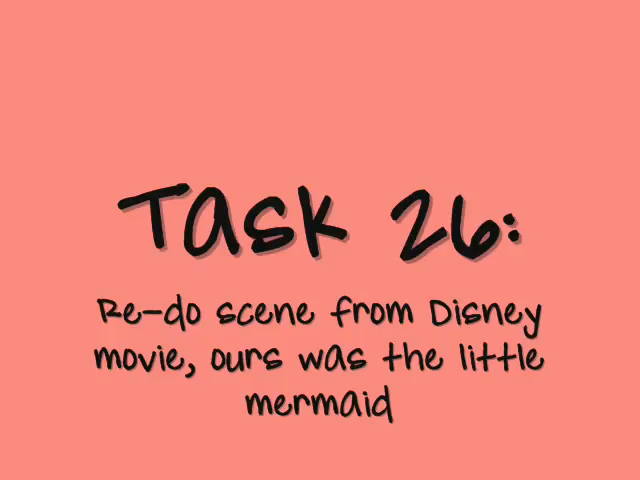 Task 26:
Re-do scene from Disney
movie, ours was the little
mermaid